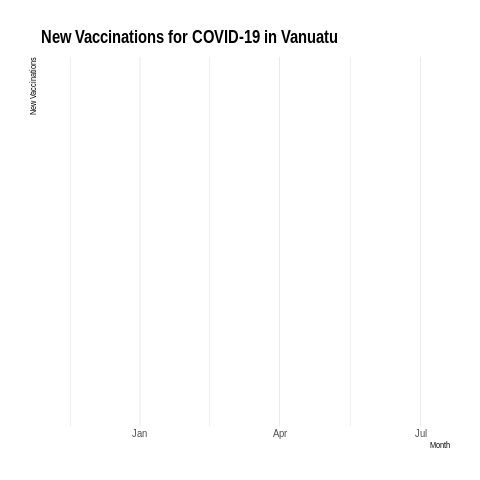 New Vaccinations for COVID-19 in Vanuatu
New Vaccinations
Jan Apr Jul
Month